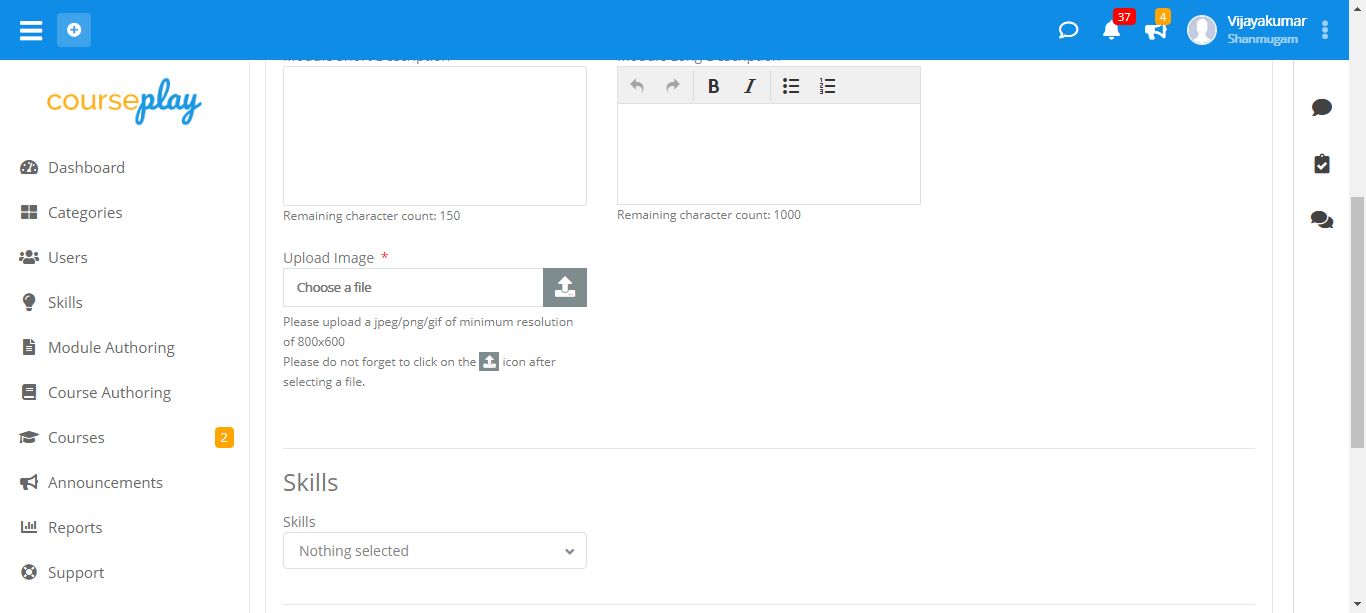 37
4
Vijayakumar
Shanmugam
courseplay
Dashboard
Categories
Users
Skills
Module Authoring
Course Authoring
Courses 2
Announcements
Reports
Support
B I
Remaining character count: 150
Remaining character count: 1000
Upload Image *
Choose a file
Please upload a jpeg/png/gif of minimum resolution
of 800x600
Please do not forget to click on the icon after
selecting a file.
Skills
Skills
Nothing selected